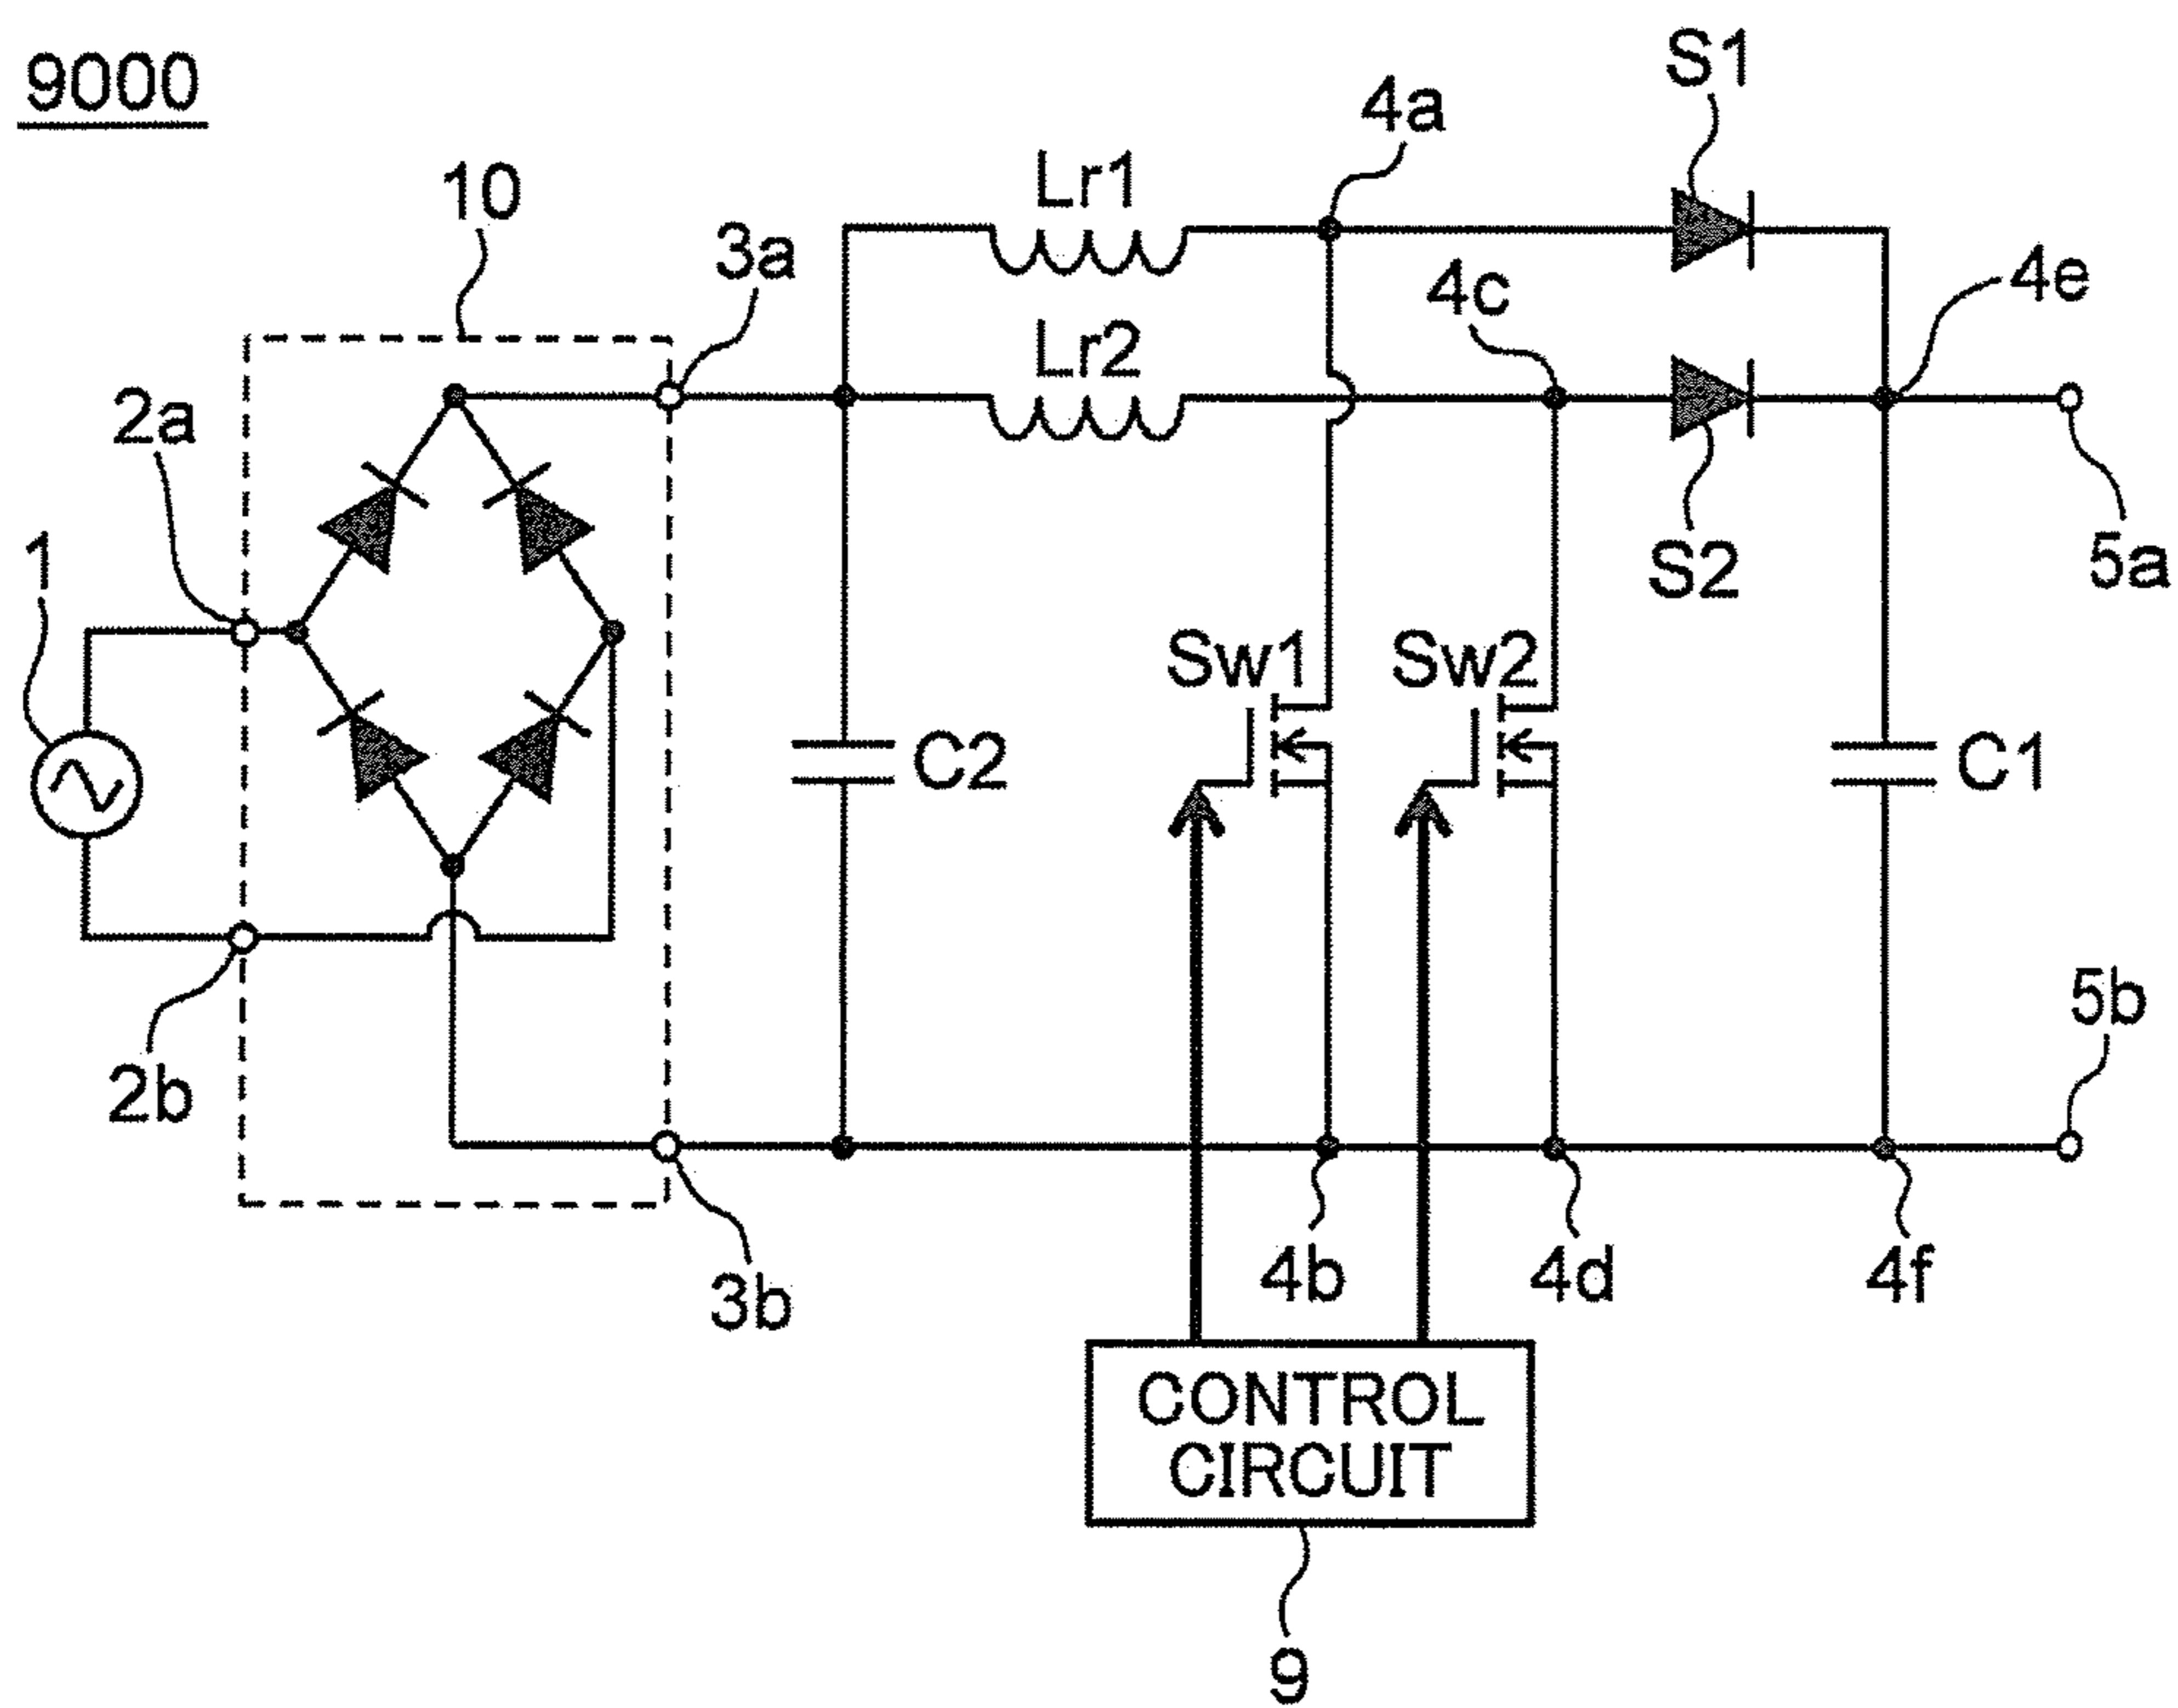 9000
S1
4a
10
Lr1
3a
4c
4e
Lr2
2a
1
5a
S2
Sw1
Sw2
C2
C1
5b
2b
3b
4b
4d
4f
CONTROL
CIRCUIT
9